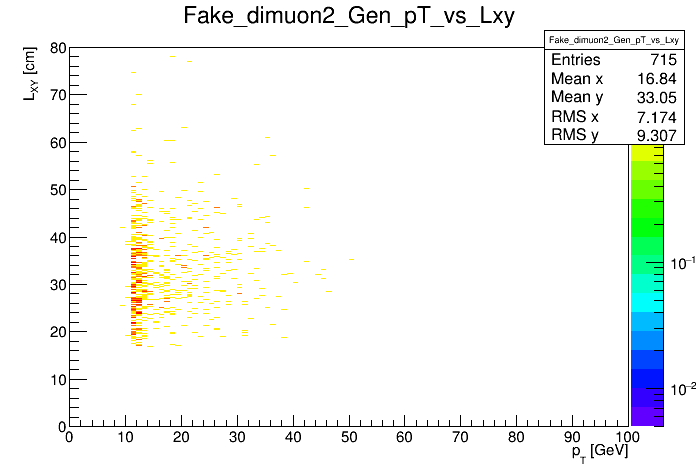 Fake_dimuon2_Gen_pT_vs_Lxy
Fake_dimuon2_Gen_pT_vs_Lxy
Entries 715
Mean x 16.84
Mean y 33.05
RMS x 7.174
RMS y 9.307
L_XY [cm]
80
70
60
50
40
30
20
10
0
0 10 20 30 40 50 60 70 80 90 100
p_T [GeV]
10⁻¹
10⁻²